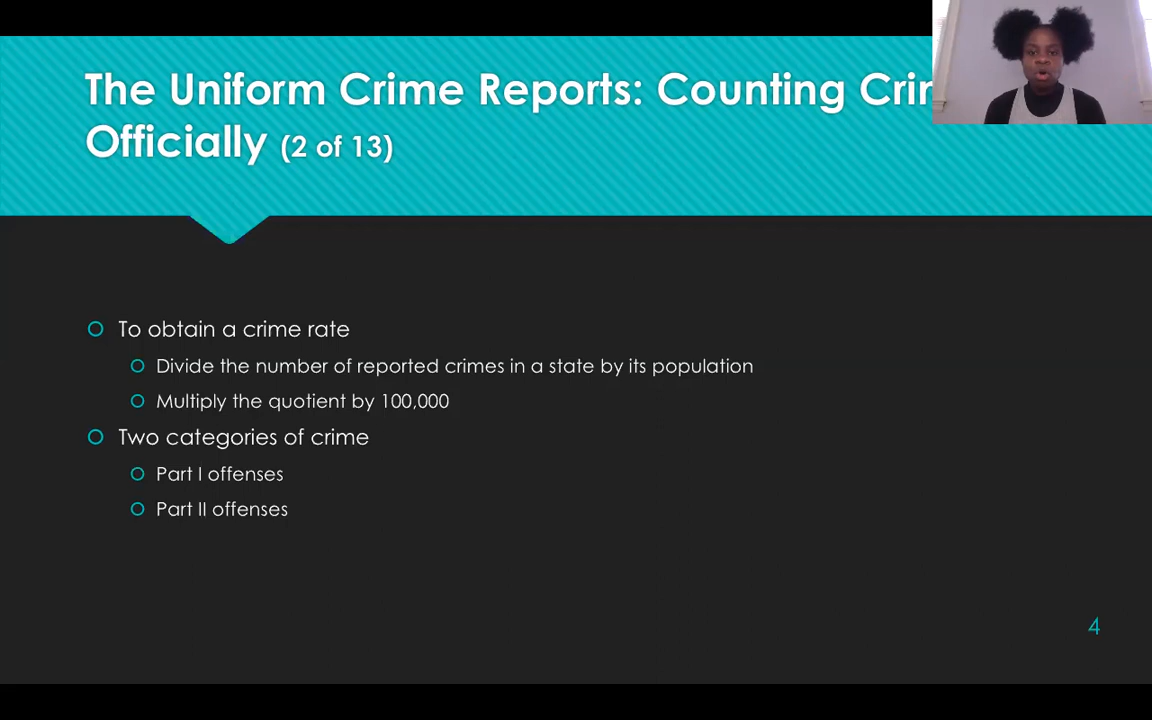 The Uniform Crime Reports: Counting
Officially (2 of 13)
To obtain a crime rate
Divide the number of reported crimes in a state by its population
Multiply the quotient by 100,000
Two categories of crime
Part I offenses
Part II offenses
4